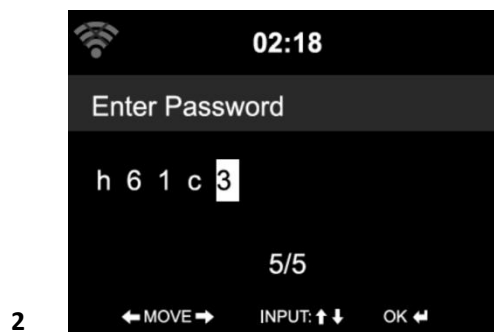 02:18
Enter Password
h 6 1 c 3
5/5
2
←MOVE→ INPUT:↑↓ OK ↵